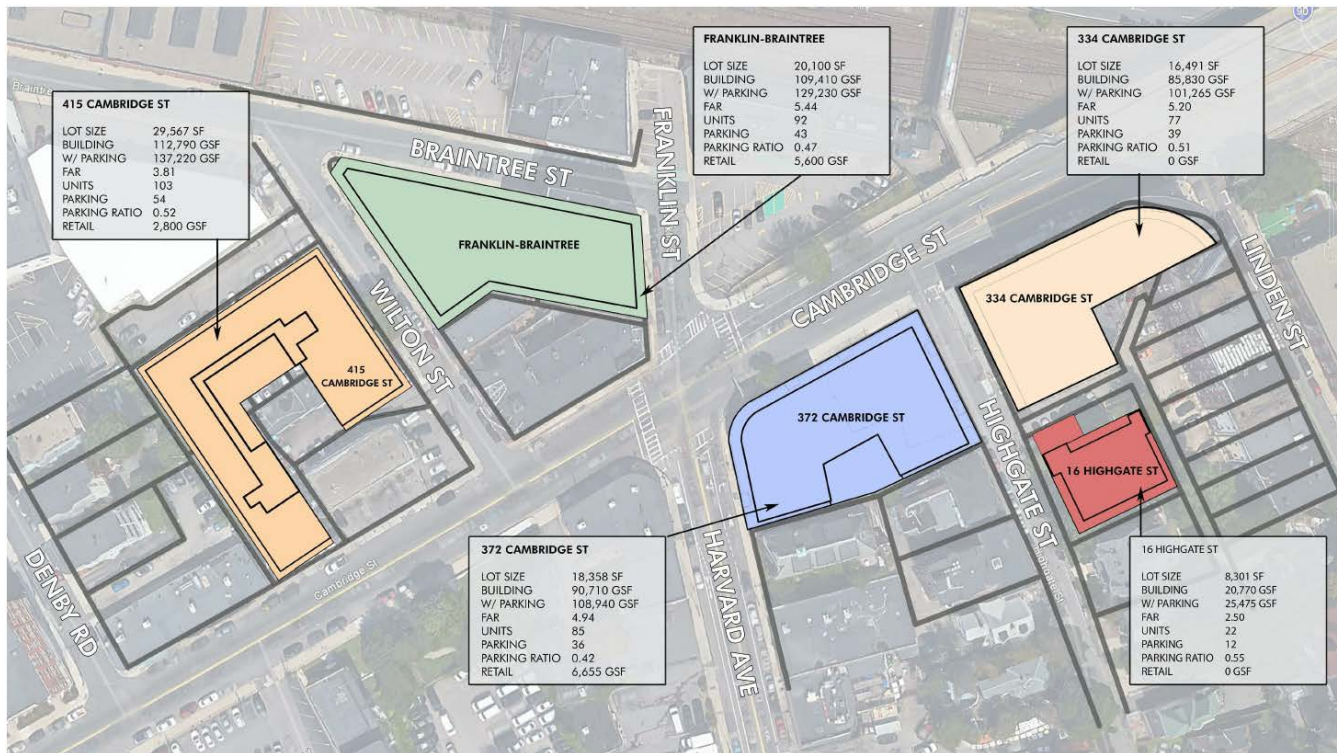 415 CAMBRIDGE ST
LOT SIZE 29,567 SF
BUILDING 112,790 GSF
W/ PARKING 137,220 GSF
FAR 3.81
UNITS 103
PARKING 54
PARKING RATIO 0.52
RETAIL 2,800 GSF
FRANKLIN-BRAINTREE
LOT SIZE 20,100 SF
BUILDING 109,410 GSF
W/ PARKING 129,230 GSF
FAR 5.44
UNITS 92
PARKING 43
PARKING RATIO 0.47
RETAIL 5,600 GSF
334 CAMBRIDGE ST
LOT SIZE 16,491 SF
BUILDING 85,830 GSF
W/ PARKING 101,265 GSF
FAR 5.20
UNITS 77
PARKING 39
PARKING RATIO 0.51
RETAIL 0 GSF
90
BRAINTREE ST
FRANKLIN ST
FRANKLIN-BRAINTREE
WILTON ST
CAMBRIDGE ST
334 CAMBRIDGE ST
LINDEN ST
415
CAMBRIDGE ST
372 CAMBRIDGE ST
HIGHGATE ST
16 HIGHGATE ST
DENBY RD
Cambridge St
HARVARD AVE
Highgate St
372 CAMBRIDGE ST
LOT SIZE 18,358 SF
BUILDING 90,710 GSF
W/ PARKING 108,940 GSF
FAR 4.94
UNITS 85
PARKING 36
PARKING RATIO 0.42
RETAIL 6,655 GSF
16 HIGHGATE ST
LOT SIZE 8,301 SF
BUILDING 20,770 GSF
W/ PARKING 25,475 GSF
FAR 2.50
UNITS 22
PARKING 12
PARKING RATIO 0.55
RETAIL 0 GSF